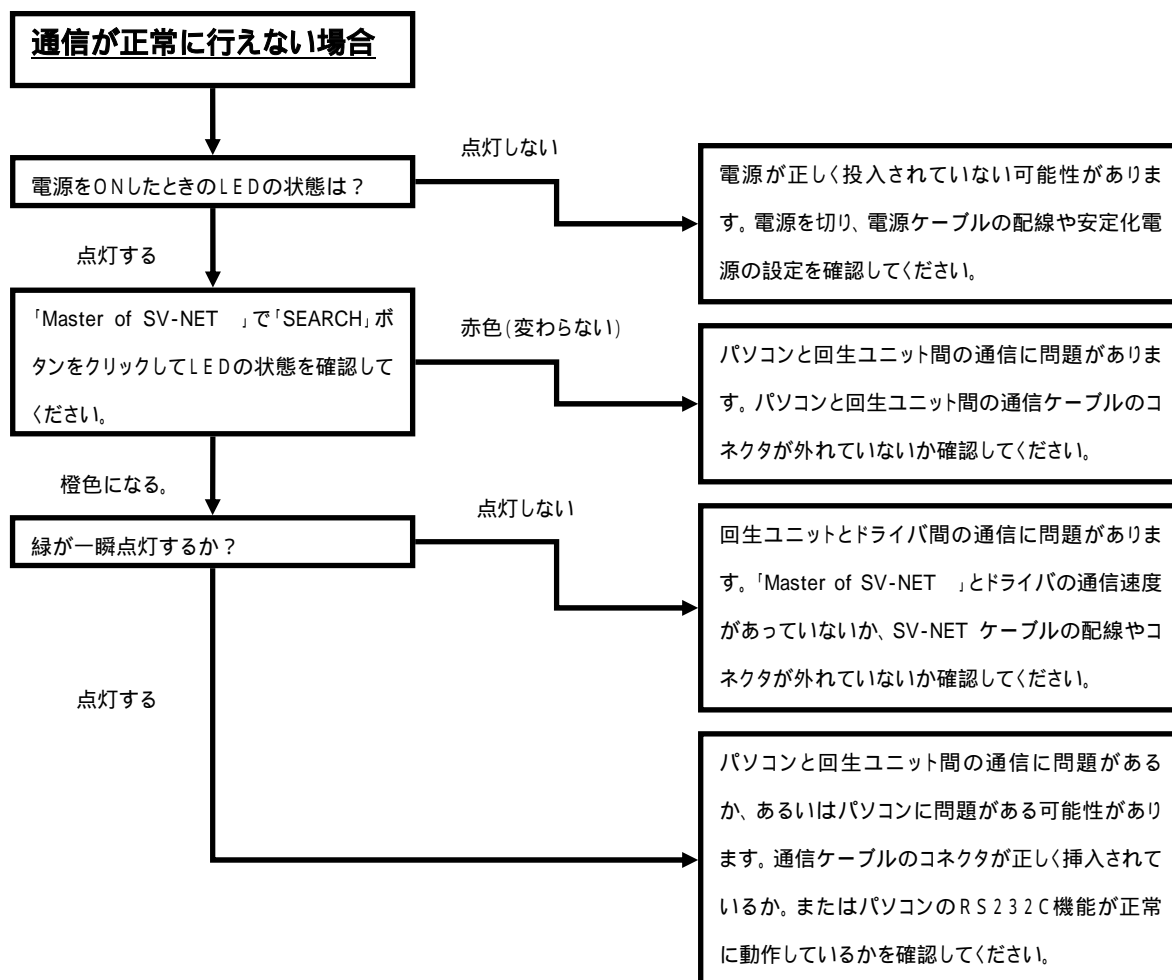 通信が正常に行えない場合
電源をONしたときのLEDの状態は？
点灯しない
電源が正しく投入されていない可能性がありま
す。電源を切り、電源ケーブルの配線や安定化電
源の設定を確認してください。
点灯する
「Master of SV-NET　」で「SEARCH」ボ
タンをクリックしてLEDの状態を確認して
ください。
赤色(変わらない)
パソコンと回生ユニット間の通信に問題がありま
す。パソコンと回生ユニット間の通信ケーブルのコ
ネクタが外れていないか確認してください。
橙色になる。
緑が一瞬点灯するか？
点灯しない
回生ユニットとドライバ間の通信に問題がありま
す。「Master of SV-NET　」とドライバの通信速度
があっていないか、SV-NET ケーブルの配線やコ
ネクタが外れていないか確認してください。
点灯する
パソコンと回生ユニット間の通信に問題がある
か、あるいはパソコンに問題がある可能性があり
ます。通信ケーブルのコネクタが正しく挿入されて
いるか。またはパソコンのRS232C機能が正常
に動作しているかを確認してください。